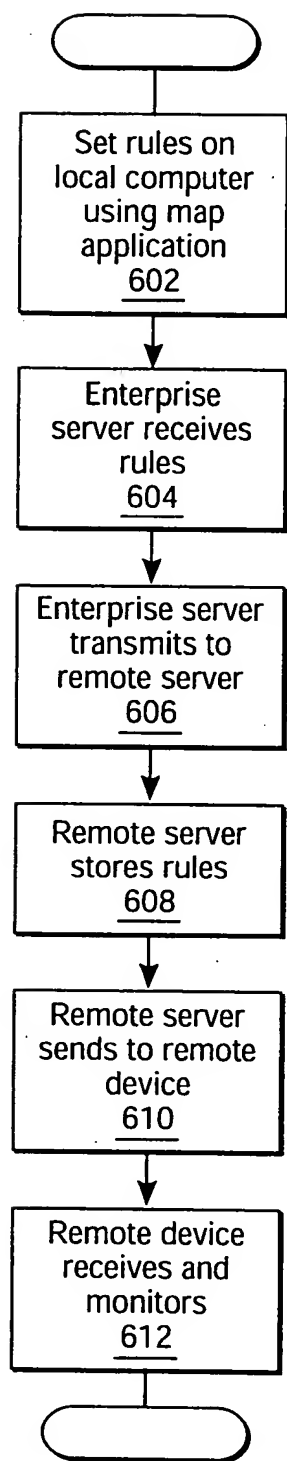 Set rules on
local computer
using map
application
602
Enterprise
server receives
rules
604
Enterprise server
transmits to
remote server
606
Remote server
stores rules
608
Remote server
sends to remote
device
610
Remote device
receives and
monitors
612